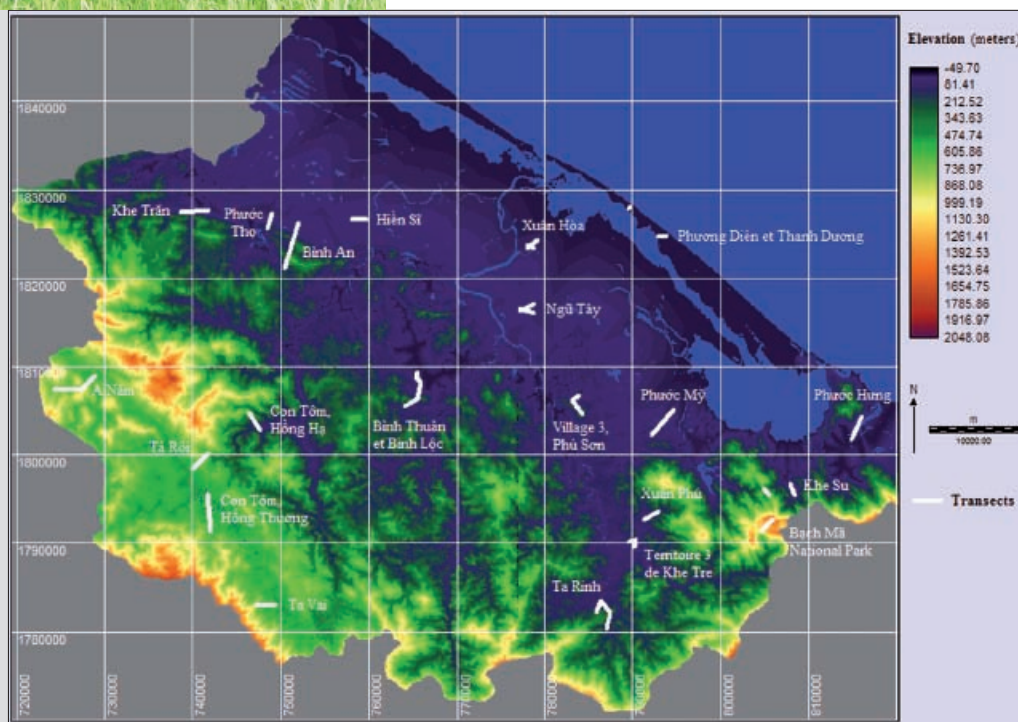 Elevation (meters)
-49.70
81.41
212.52
343.63
474.74
605.86
736.97
868.08
999.19
1130.30
1261.41
1392.53
1523.64
1654.75
1785.86
1916.97
2048.08
N
m
10000.00
Transects
1840000
1830000
1820000
1810000
1800000
1790000
1780000
720000
730000
740000
750000
760000
770000
780000
790000
800000
810000
Khe Trăn
Phước
Thọ
Bình An
Hiền Sĩ
Xuân Hòa
Phương Diên et Thanh Dương
Ngũ Tây
A Năm
Con Tôm,
Hồng Hạ
Bình Thuân
et Bình Lộc
Village 3,
Phú Sơn
Phước Mỹ
Phước Hưng
Tà Rôi
Con Tôm,
Hồng Thương
Xuân Phú
Khe Su
Bạch Mã
National Park
Territoire 3
de Khe Tre
Ta Rinh
Ta Vai